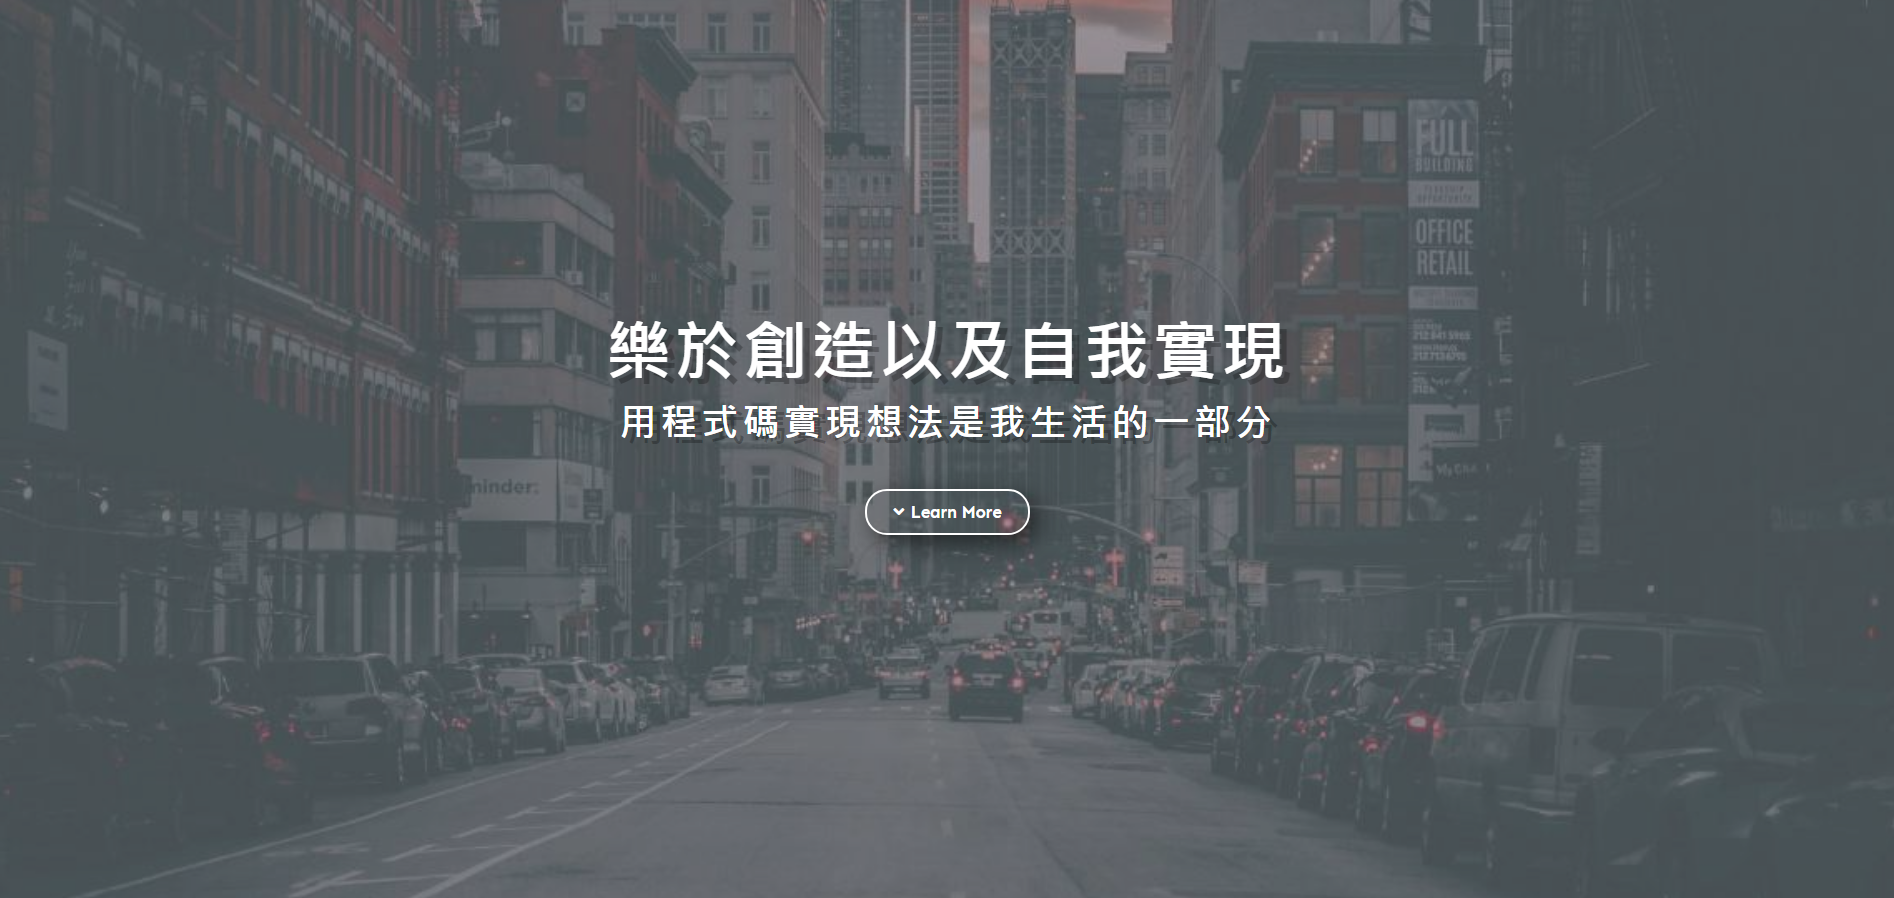 FULL
BUILDING
OFFICE
RETAIL
樂於創造以及自我實現
用程式碼實現想法是我生活的一部分
minder:
Learn More